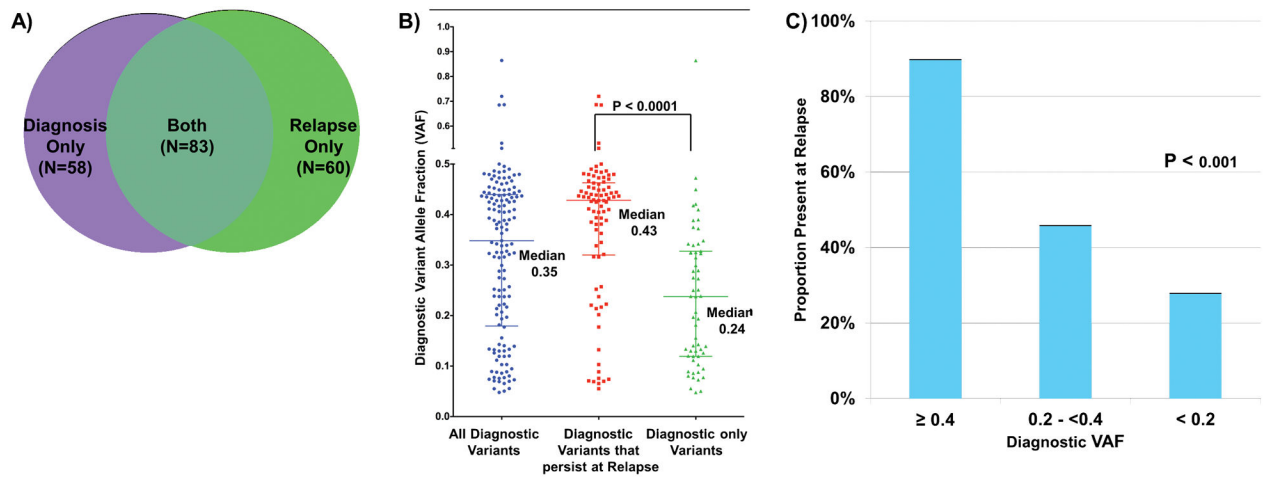 A)
Diagnosis
Only
(N=58)
Both
(N=83)
Relapse
Only
(N=60)
B)
Diagnostic Variant Allele Fraction (VAF)
1.0
0.9
0.8
0.7
0.6
0.5
0.4
0.3
0.2
0.1
0.0
P < 0.0001
Median
0.35
Median
0.43
Median
0.24
All Diagnostic
Variants
Diagnostic
Variants that
persist at Relapse
Diagnostic only
Variants
C)
Proportion Present at Relapse
100%
80%
60%
40%
20%
0%
P < 0.001
≥ 0.4
0.2 - <0.4
< 0.2
Diagnostic VAF